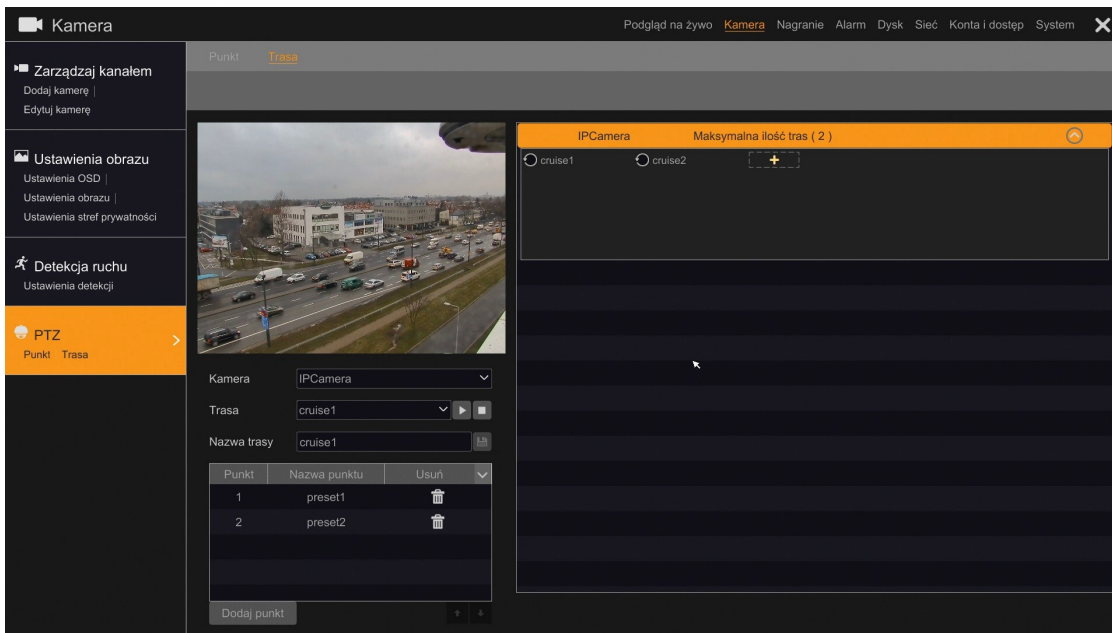 Kamera
Podgląd na żywo Kamera Nagranie Alarm Dysk Sieć Konta i dostęp System
Zarządzaj kanałem
Dodaj kamerę |
Edytuj kamerę
Ustawienia obrazu
Ustawienia OSD |
Ustawienia obrazu |
Ustawienia stref prywatności
Detekcja ruchu
Ustawienia detekcji
PTZ
Punkt Trasa
Punkt Trasa
Kamera IPCamera
Trasa cruise1
Nazwa trasy cruise1
Punkt Nazwa punktu Usuń
1 preset1
2 preset2
Dodaj punkt
IPCamera Maksymalna ilość tras ( 2 )
cruise1 cruise2 +